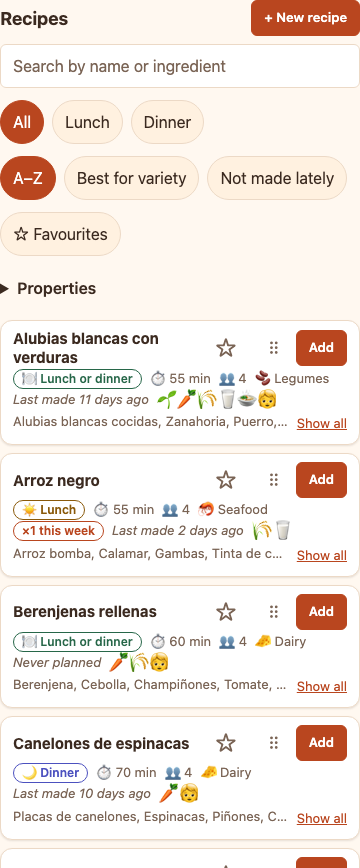 Recipes
+ New recipe
Search by name or ingredient
All
Lunch
Dinner
A–Z
Best for variety
Not made lately
☆ Favourites
▶ Properties
Alubias blancas con
verduras
Add
🍽️ Lunch or dinner ⏱️ 55 min 👥 4 🫘 Legumes
Last made 11 days ago 🌱🥕🌾🥛🍲🧒
Alubias blancas cocidas, Zanahoria, Puerro,... Show all
Arroz negro
Add
☀️ Lunch ⏱️ 55 min 👥 4 🦐 Seafood
×1 this week Last made 2 days ago 🌾🥛
Arroz bomba, Calamar, Gambas, Tinta de c... Show all
Berenjenas rellenas
Add
🍽️ Lunch or dinner ⏱️ 60 min 👥 4 🧀 Dairy
Never planned 🥕🌾🧒
Berenjena, Cebolla, Champiñones, Tomate, ... Show all
Canelones de espinacas
Add
🌙 Dinner ⏱️ 70 min 👥 4 🧀 Dairy
Last made 10 days ago 🥕🧒
Placas de canelones, Espinacas, Piñones, C... Show all